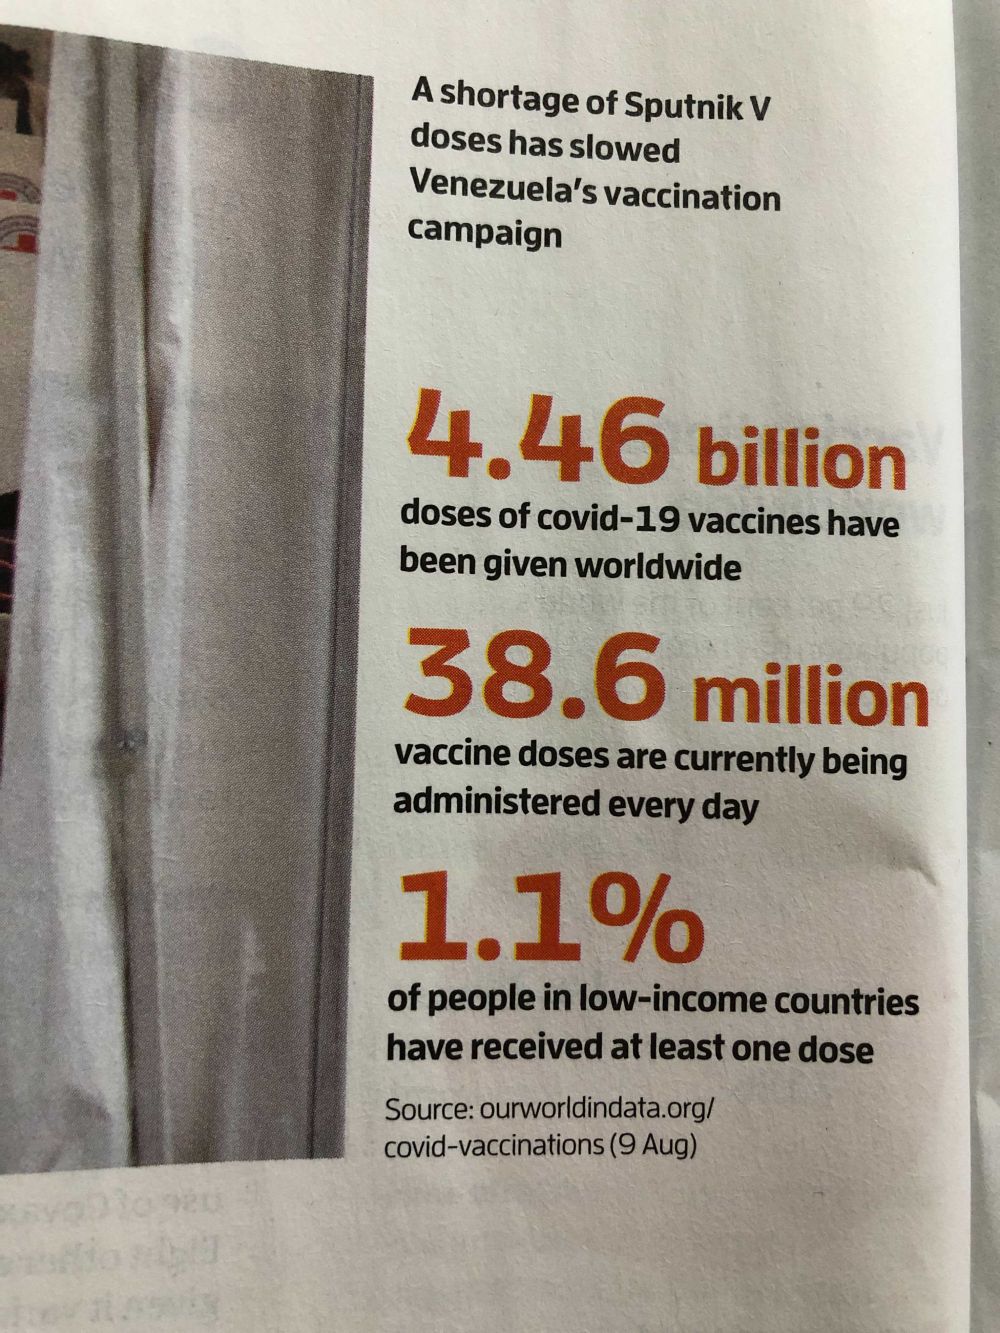 A shortage of Sputnik V
doses has slowed
Venezuela's vaccination
campaign
4.46 billion
doses of covid-19 vaccines have
been given worldwide
38.6 million
vaccine doses are currently being
administered every day
1.1%
of people in low-income countries
have received at least one dose
Source: ourworldindata.org/
covid-vaccinations (9 Aug)